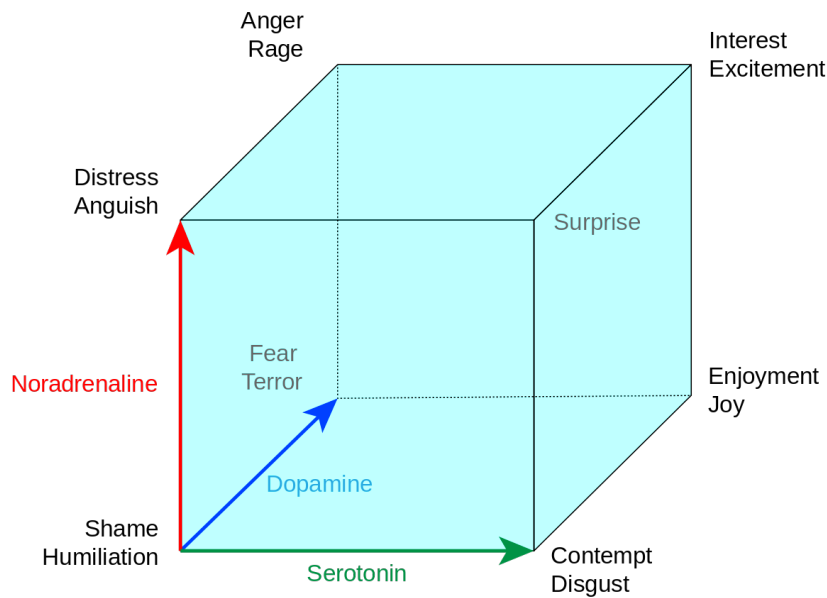 Anger
Rage
Interest
Excitement
Distress
Anguish
Surprise
Fear
Terror
Noradrenaline
Enjoyment
Joy
Dopamine
Shame
Humiliation
Contempt
Disgust
Serotonin